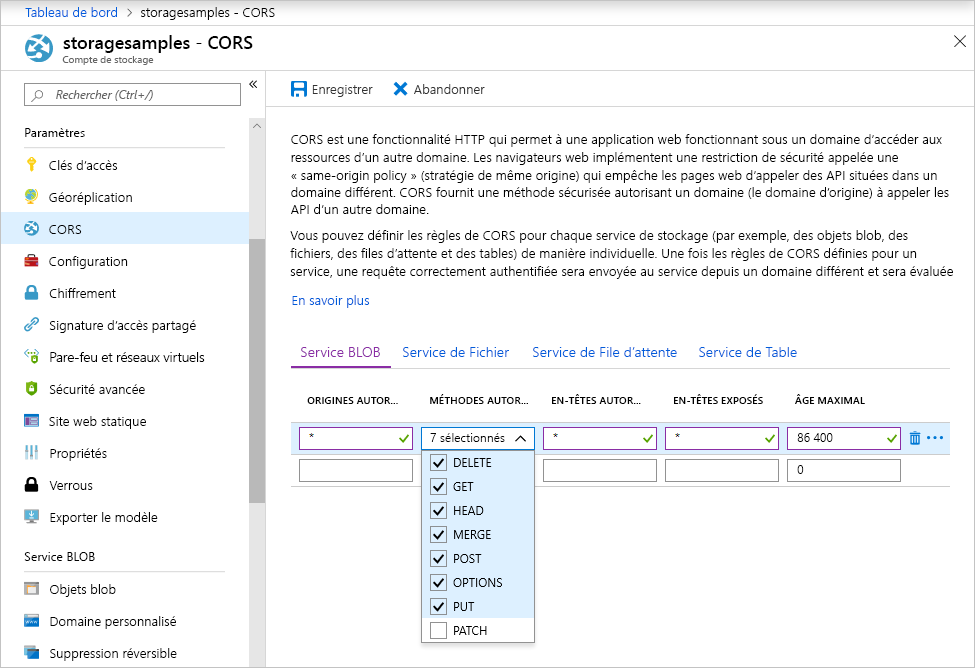 Tableau de bord > storagesamples - CORS
storagesamples - CORS
Compte de stockage
Rechercher (Ctrl+/)
«
Paramètres
Clés d'accès
Géoréplication
CORS
Configuration
Chiffrement
Signature d'accès partagé
Pare-feu et réseaux virtuels
Sécurité avancée
Site web statique
Propriétés
Verrous
Exporter le modèle
Service BLOB
Objets blob
Domaine personnalisé
Suppression réversible
Enregistrer Abandonner
CORS est une fonctionnalité HTTP qui permet à une application web fonctionnant sous un domaine d'accéder aux
ressources d'un autre domaine. Les navigateurs web implémentent une restriction de sécurité appelée une
« same-origin policy » (stratégie de même origine) qui empêche les pages web d'appeler des API situées dans un
domaine différent. CORS fournit une méthode sécurisée autorisant un domaine (le domaine d'origine) à appeler les
API d'un autre domaine.
Vous pouvez définir les règles de CORS pour chaque service de stockage (par exemple, des objets blob, des
fichiers, des files d'attente et des tables) de manière individuelle. Une fois les règles de CORS définies pour un
service, une requête correctement authentifiée sera envoyée au service depuis un domaine différent et sera évaluée
En savoir plus
Service BLOB Service de Fichier Service de File d'attente Service de Table
ORIGINES AUTOR... MÉTHODES AUTOR... EN-TÊTES AUTOR... EN-TÊTES EXPOSÉS ÂGE MAXIMAL
* 7 sélectionnés * * 86 400
0
DELETE
GET
HEAD
MERGE
POST
OPTIONS
PUT
PATCH